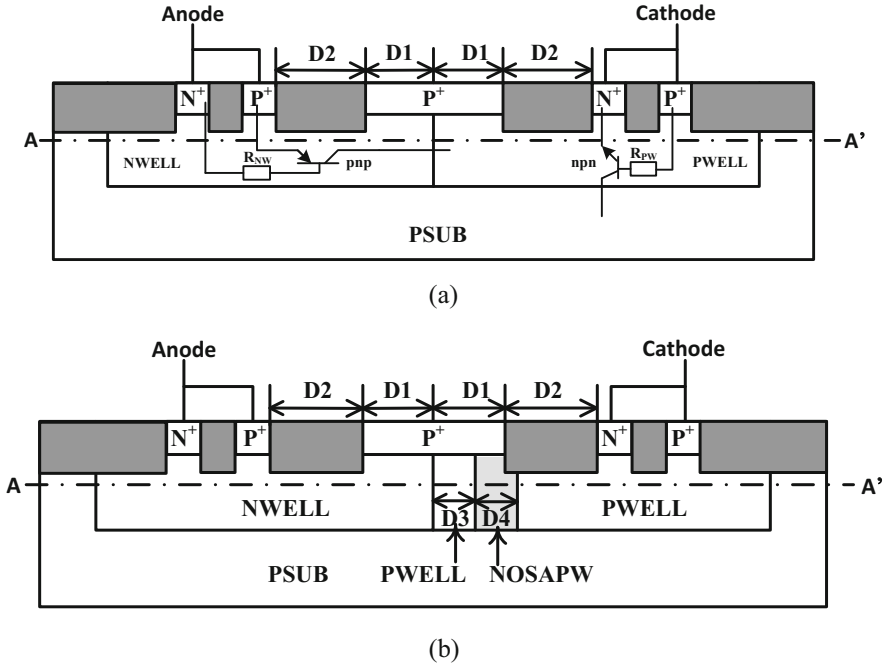 Anode Cathode
D2 D1 D1 D2
N+ P+ P+ N+ P+
A A'
NWELL RNW pnp npn RPW PWELL
PSUB
(a)
Anode Cathode
D2 D1 D1 D2
N+ P+ P+ N+ P+
A A'
NWELL D3 D4 PWELL
PSUB PWELL NOSAPW
(b)